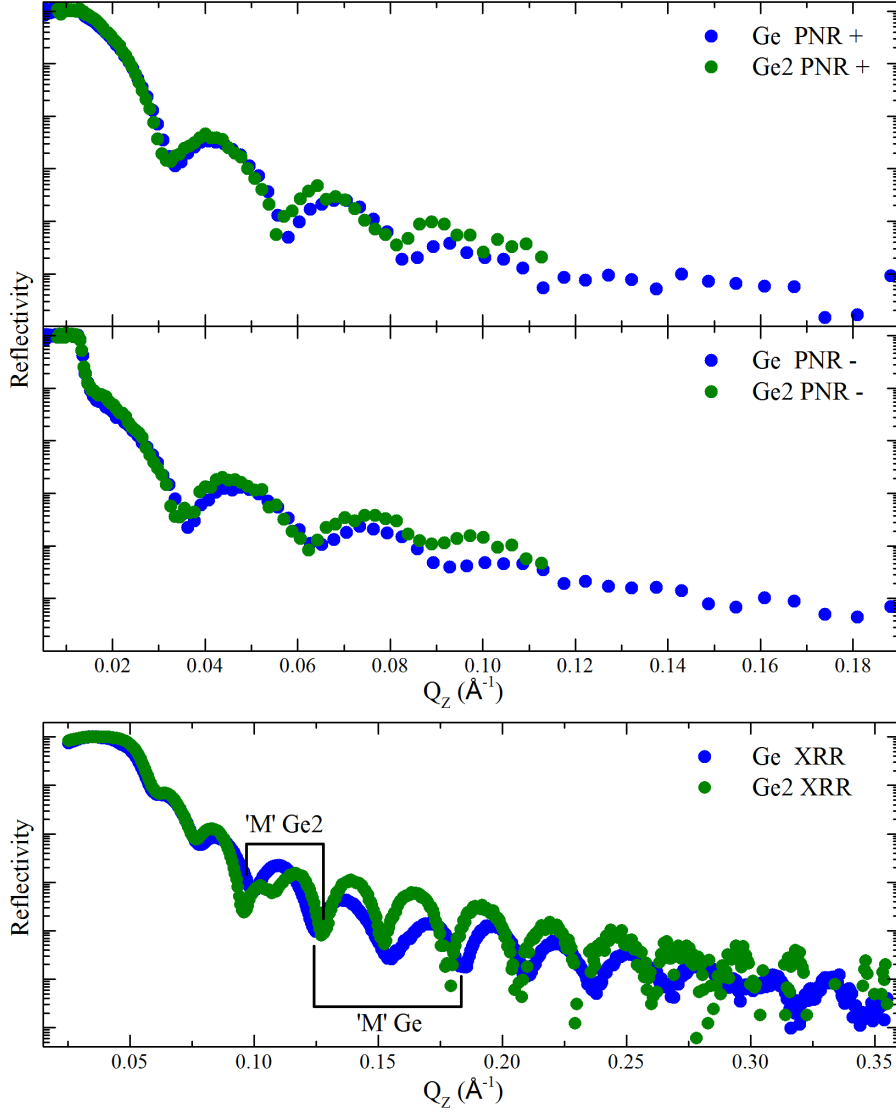 Ge PNR +
Ge2 PNR +
Reflectivity
Ge PNR -
Ge2 PNR -
0.02 0.04 0.06 0.08 0.10 0.12 0.14 0.16 0.18
Q_Z (Å⁻¹)
Ge XRR
Ge2 XRR
Reflectivity
'M' Ge2
'M' Ge
0.05 0.10 0.15 0.20 0.25 0.30 0.35
Q_Z (Å⁻¹)